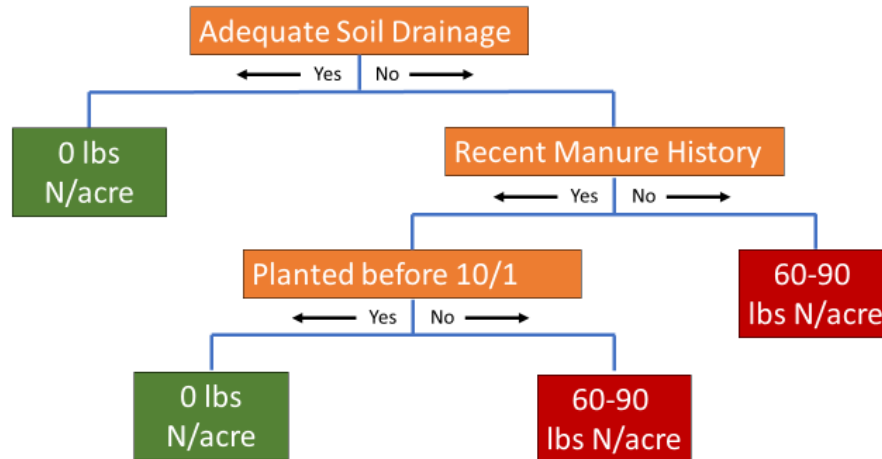 Adequate Soil Drainage
Yes No
0 lbs
N/acre
Recent Manure History
Yes No
Planted before 10/1
60-90
lbs N/acre
Yes No
0 lbs
N/acre
60-90
lbs N/acre